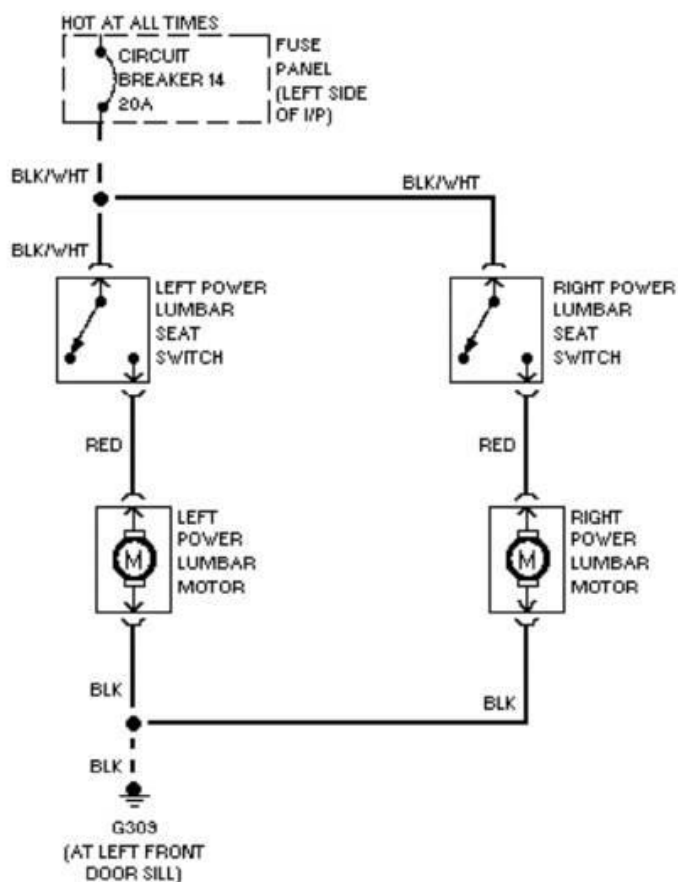 HOT AT ALL TIMES
CIRCUIT
BREAKER 14
20A
FUSE
PANEL
(LEFT SIDE
OF I/P)
BLK/WHT
BLK/WHT
BLK/WHT
LEFT POWER
LUMBAR
SEAT
SWITCH
RIGHT POWER
LUMBAR
SEAT
SWITCH
RED
RED
LEFT
POWER
LUMBAR
MOTOR
M
RIGHT
POWER
LUMBAR
MOTOR
M
BLK
BLK
BLK
G309
(AT LEFT FRONT
DOOR SILL)